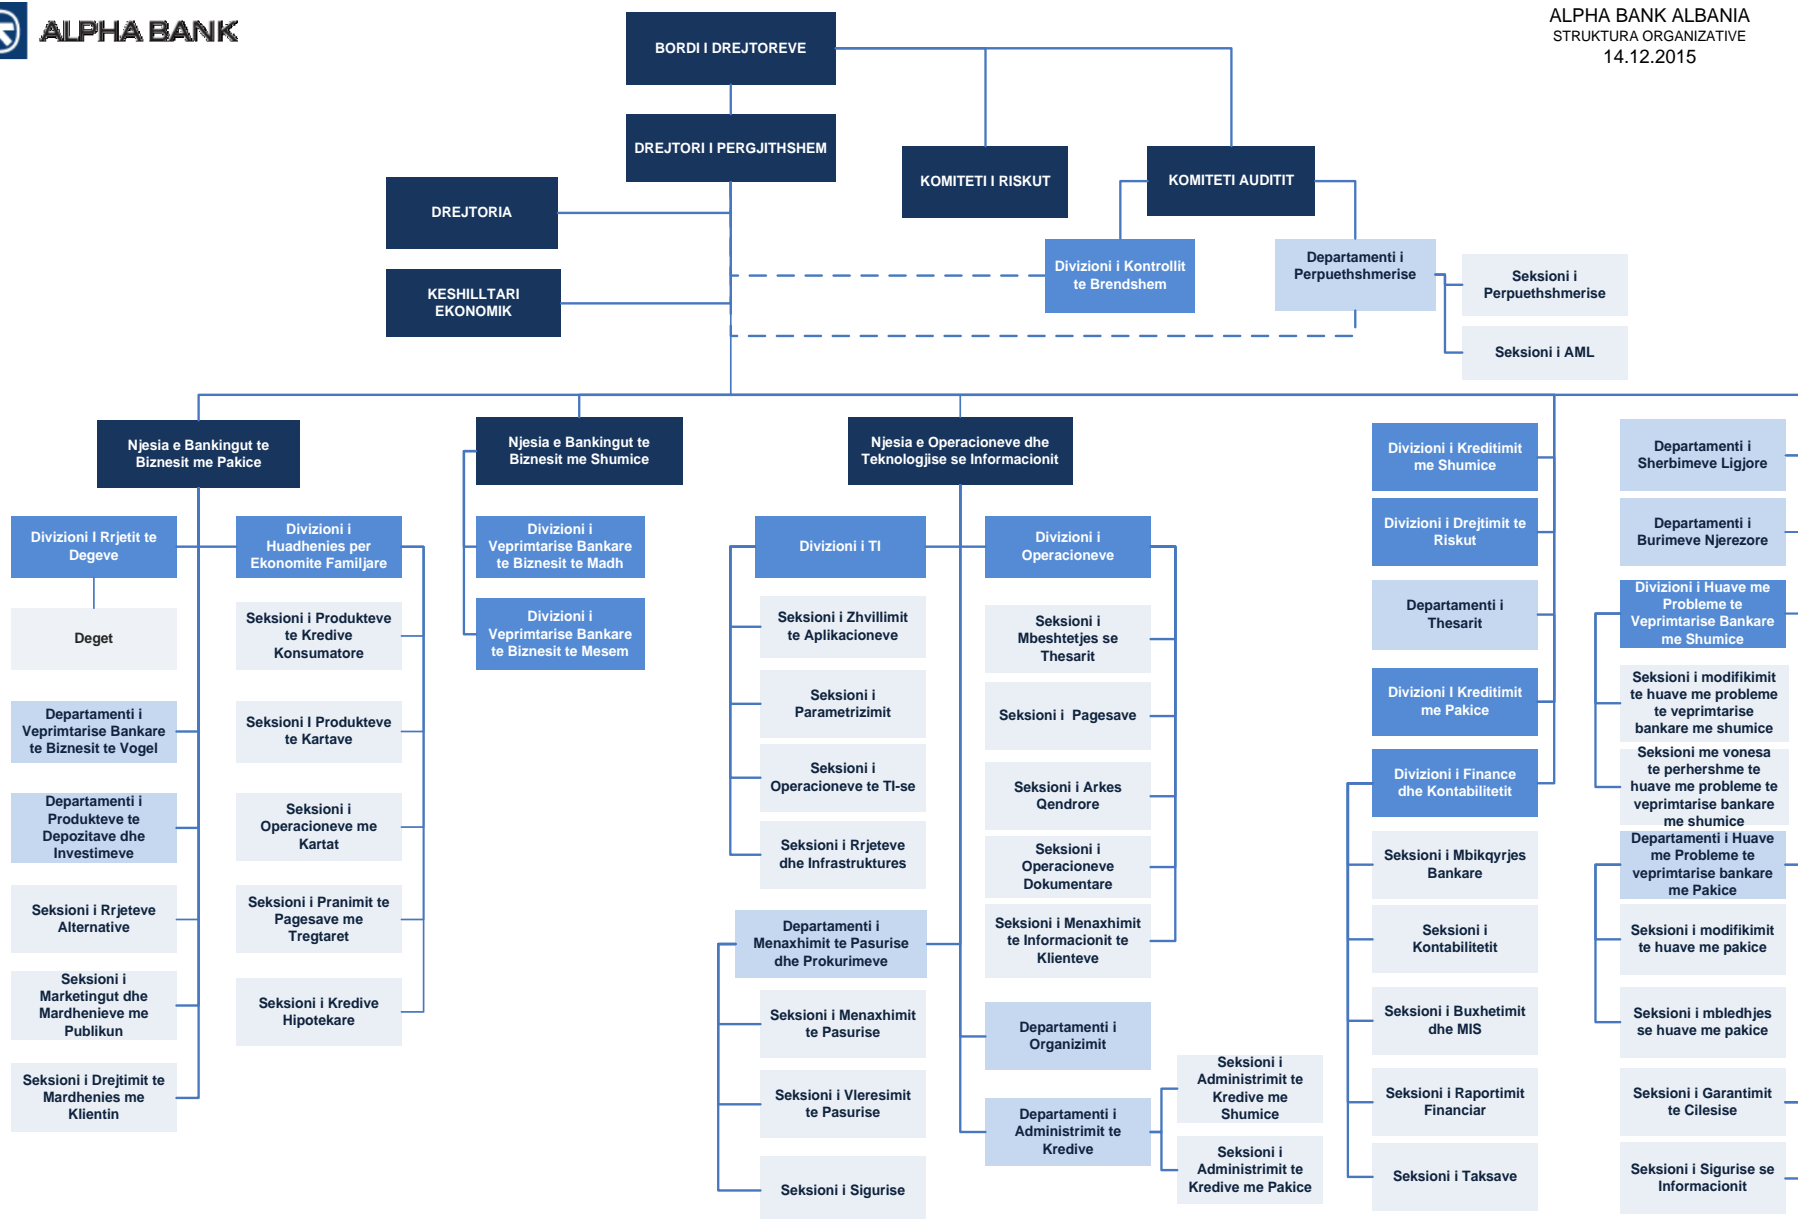 ALPHA BANK
ALPHA BANK ALBANIA
STRUKTURA ORGANIZATIVE
14.12.2015
BORDI I DREJTOREVE
DREJTORI I PERGJITHSHEM
KOMITETI I RISKUT
KOMITETI AUDITIT
DREJTORIA
KESHILLTARI
EKONOMIK
Divizioni i Kontrollit
te Brendshem
Departamenti i
Perpuethshmerise
Seksioni i
Perpuethshmerise
Seksioni i AML
Njesia e Bankingut te
Biznesit me Pakice
Divizioni I Rrjetit te
Degeve
Deget
Departamenti i
Veprimtarise Bankare
te Biznesit te Vogel
Departamenti i
Produkteve te
Depozitave dhe
Investimeve
Seksioni i Rrjeteve
Alternative
Seksioni i
Marketingut dhe
Mardhenieve me
Publikun
Seksioni i Drejtimit te
Mardhenies me
Klientin
Divizioni i
Huadhenies per
Ekonomite Familjare
Seksioni i Produkteve
te Kredive
Konsumatore
Seksioni I Produkteve
te Kartave
Seksioni i
Operacioneve me
Kartat
Seksioni i Pranimit te
Pagesave me
Tregtaret
Seksioni i Kredive
Hipotekare
Njesia e Bankingut te
Biznesit me Shumice
Divizioni i
Veprimtarise Bankare
te Biznesit te Madh
Divizioni i
Veprimtarise Bankare
te Biznesit te Mesem
Njesia e Operacioneve dhe
Teknologjise se Informacionit
Divizioni i TI
Seksioni i Zhvillimit
te Aplikacioneve
Seksioni i
Parametrizimit
Seksioni i
Operacioneve te TI-se
Seksioni i Rrjeteve
dhe Infrastruktures
Departamenti i
Menaxhimit te Pasurise
dhe Prokurimeve
Seksioni i Menaxhimit
te Pasurise
Seksioni i Vleresimit
te Pasurise
Seksioni i Sigurise
Divizioni i
Operacioneve
Seksioni i
Mbeshtetjes se
Thesarit
Seksioni i Pagesave
Seksioni i Arkes
Qendrore
Seksioni i
Operacioneve
Dokumentare
Seksioni i Menaxhimit
te Informacionit te
Klienteve
Departamenti i
Organizimit
Departamenti i
Administrimit te
Kredive
Seksioni i
Administrimit te
Kredive me
Shumice
Seksioni i
Administrimit te
Kredive me Pakice
Divizioni i Kreditimit
me Shumice
Divizioni i Drejtimit te
Riskut
Departamenti i
Thesarit
Divizioni I Kreditimit
me Pakice
Divizioni i Finance
dhe Kontabilitetit
Seksioni i Mbikqyrjes
Bankare
Seksioni i
Kontabilitetit
Seksioni i Buxhetimit
dhe MIS
Seksioni i Raportimit
Financiar
Seksioni i Taksave
Departamenti i
Sherbimeve Ligjore
Departamenti i
Burimeve Njerezore
Divizioni i Huave me
Probleme te
Veprimtarise Bankare
me Shumice
Seksioni i modifikimit
te huave me probleme
te veprimtarise
bankare me shumice
Seksioni me vonesa
te perhershme te
huave me probleme te
veprimtarise bankare
me shumice
Departamenti i Huave
me Probleme te
veprimtarise bankare
me Pakice
Seksioni i modifikimit
te huave me pakice
Seksioni i mbledhjes
se huave me pakice
Seksioni i Garantimit
te Cilesise
Seksioni i Sigurise se
Informacionit